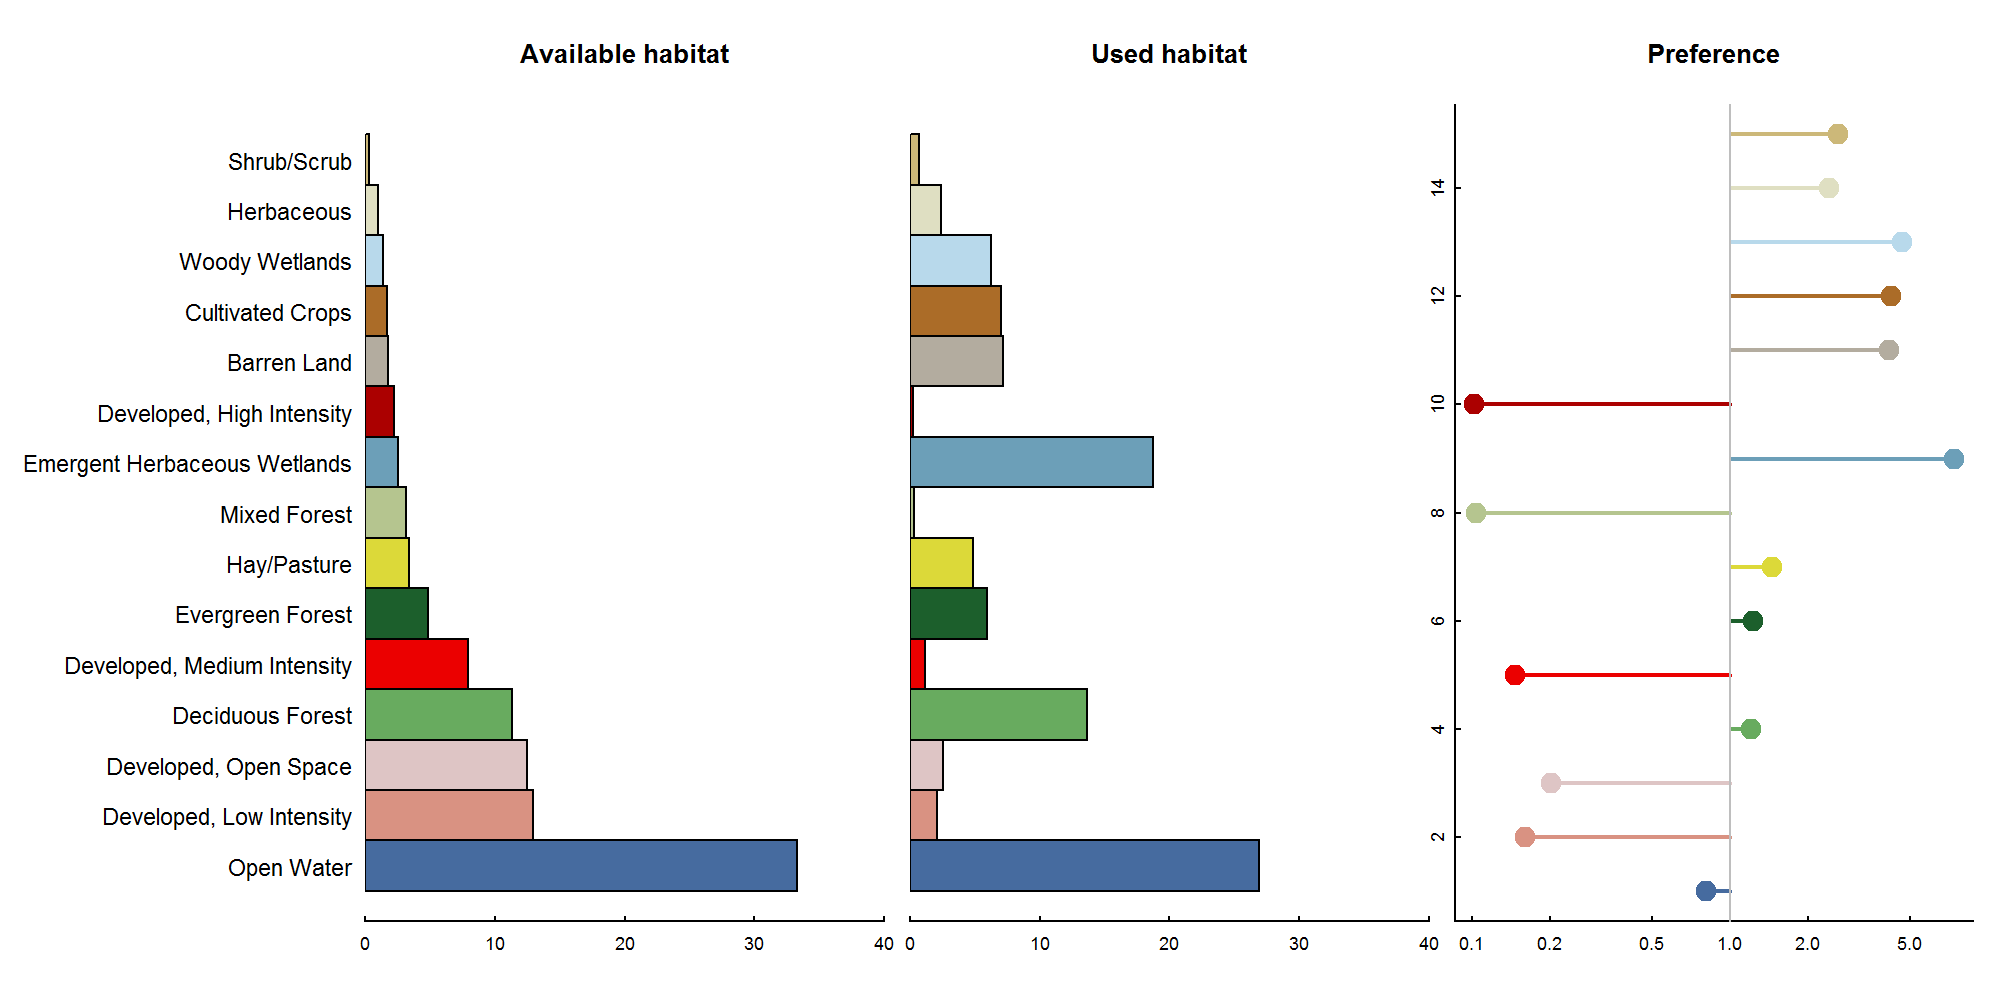 Available habitat
Used habitat
Preference
Shrub/Scrub
Herbaceous
Woody Wetlands
Cultivated Crops
Barren Land
Developed, High Intensity
Emergent Herbaceous Wetlands
Mixed Forest
Hay/Pasture
Evergreen Forest
Developed, Medium Intensity
Deciduous Forest
Developed, Open Space
Developed, Low Intensity
Open Water
0 10 20 30 40
0 10 20 30 40
14
12
10
8
6
4
2
0.1 0.2 0.5 1.0 2.0 5.0